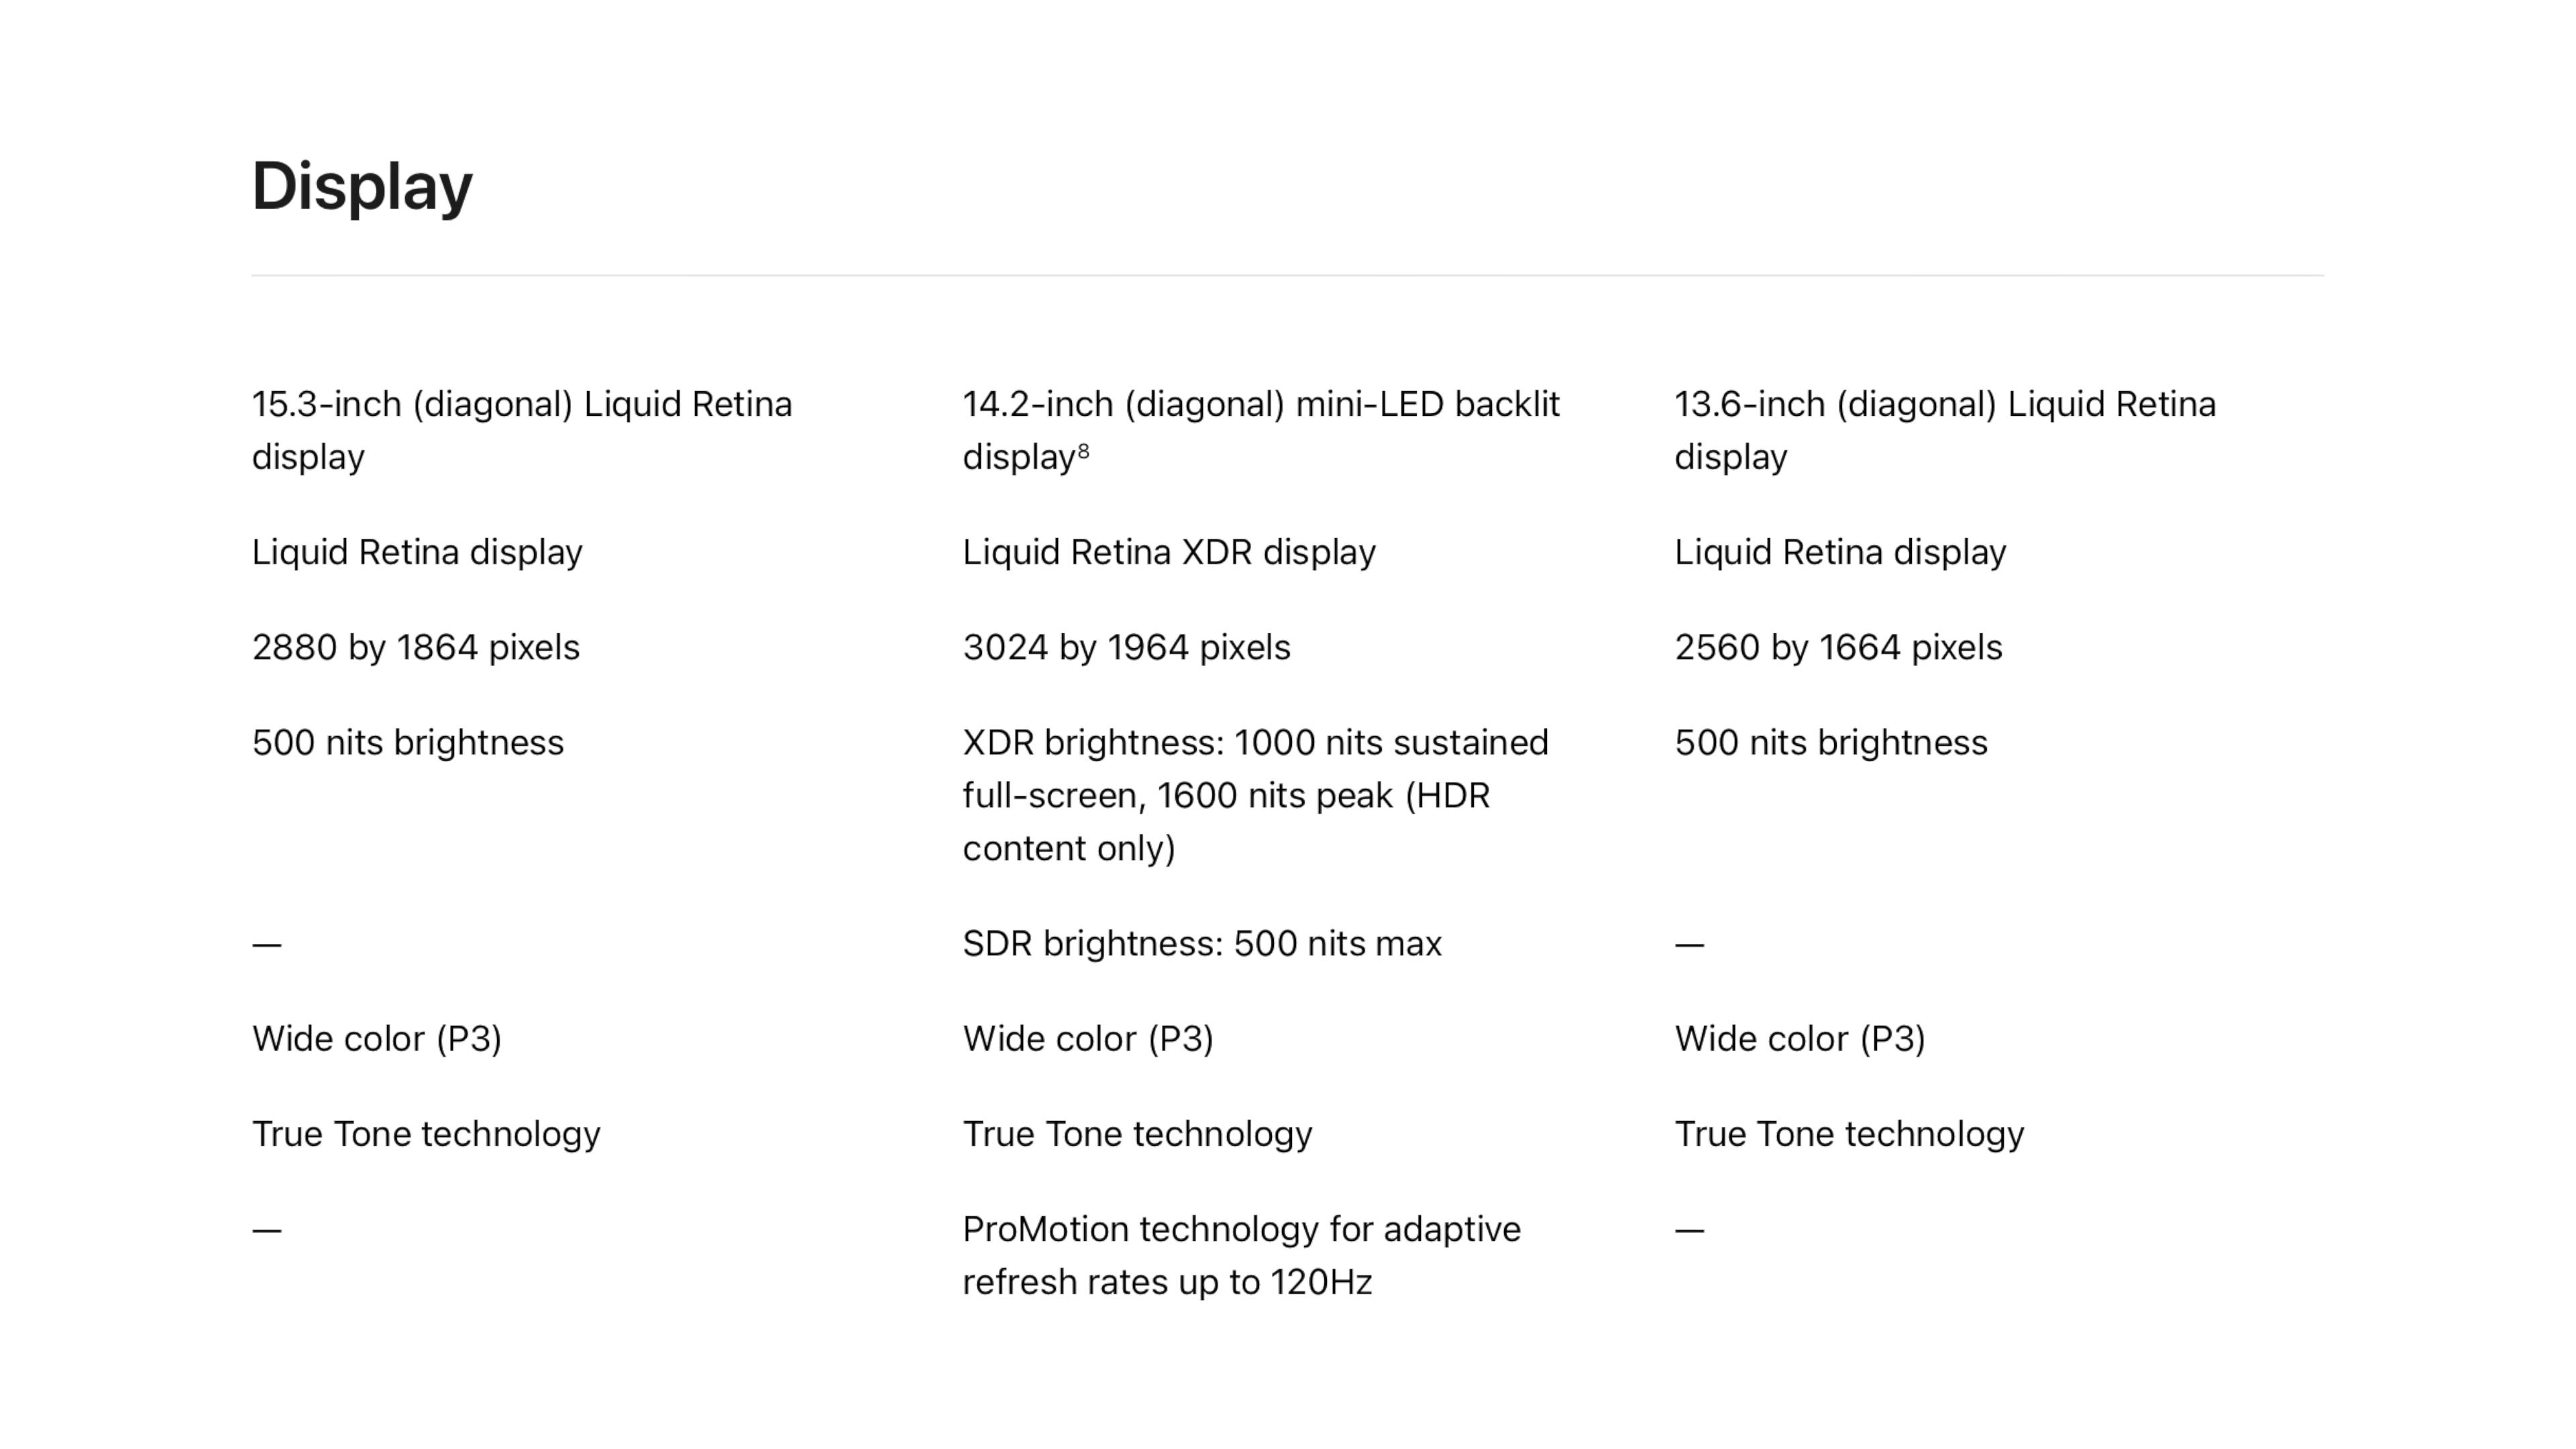 Display
15.3-inch (diagonal) Liquid Retina
display
14.2-inch (diagonal) mini-LED backlit
display⁸
13.6-inch (diagonal) Liquid Retina
display
Liquid Retina display
Liquid Retina XDR display
Liquid Retina display
2880 by 1864 pixels
3024 by 1964 pixels
2560 by 1664 pixels
500 nits brightness
XDR brightness: 1000 nits sustained
full-screen, 1600 nits peak (HDR
content only)
500 nits brightness
—
SDR brightness: 500 nits max
—
Wide color (P3)
Wide color (P3)
Wide color (P3)
True Tone technology
True Tone technology
True Tone technology
—
ProMotion technology for adaptive
refresh rates up to 120Hz
—